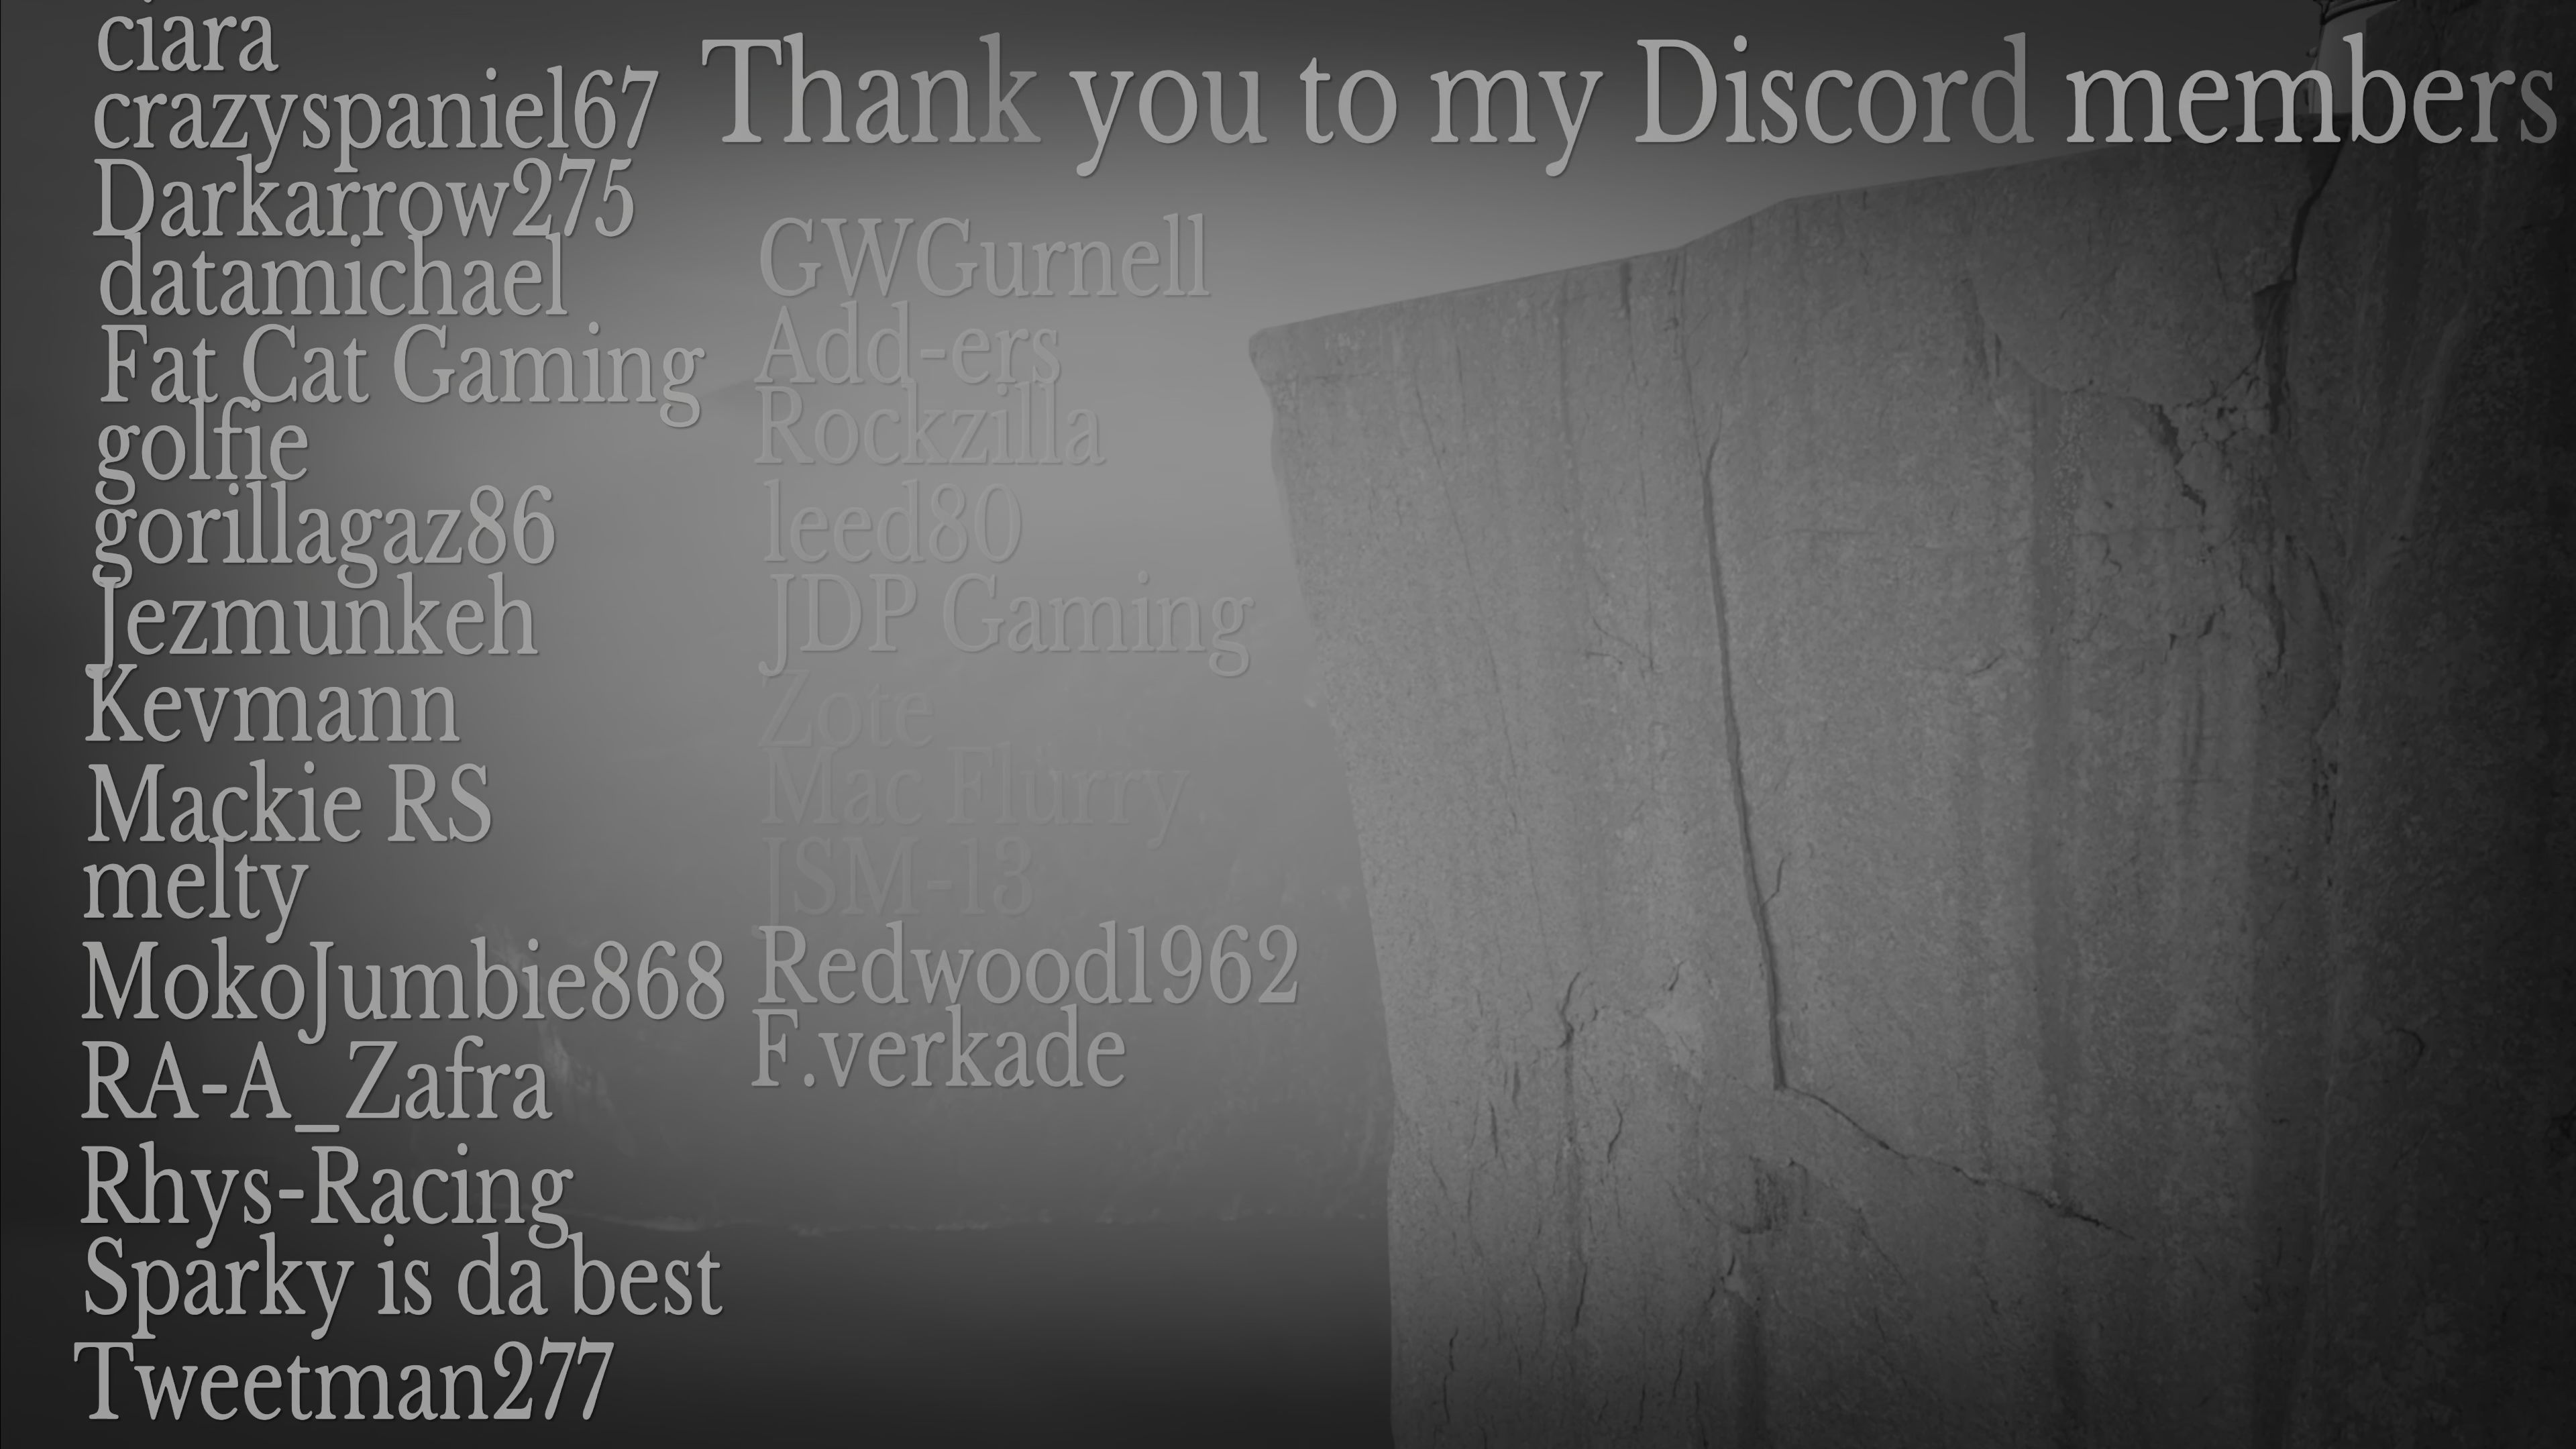 Thank you to my Discord members
ciara
crazyspaniel67
Darkarrow275
datamichael
Fat Cat Gaming
golfie
gorillagaz86
Jezmunkeh
Kevmann
Mackie RS
melty
MokoJumbie868
RA-A_Zafra
Rhys-Racing
Sparky is da best
Tweetman277
GWGurnell
Add-ers
Rockzilla
leed80
JDP Gaming
Zote
Mac Flurry
JSM-13
Redwood1962
F.verkade